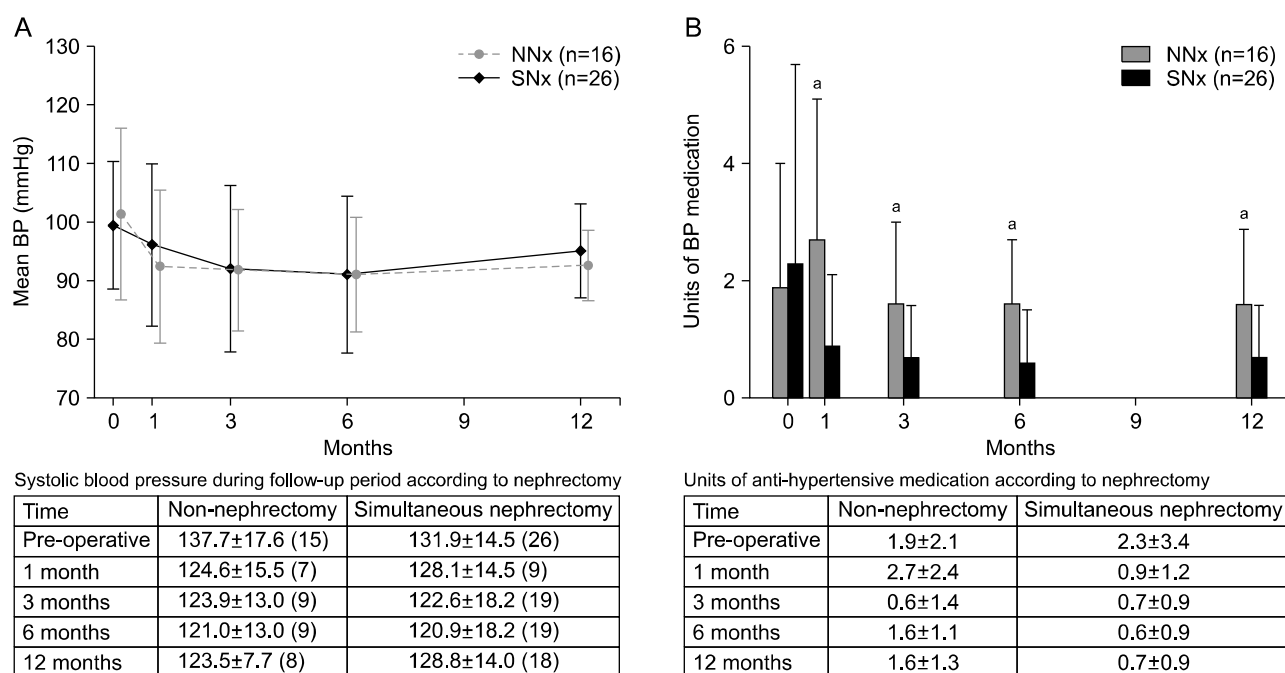 A
130
120
110
100
90
80
70
Mean BP (mmHg)
NNx (n=16)
SNx (n=26)
0 1 3 6 9 12
Months
Systolic blood pressure during follow-up period according to nephrectomy
Time Non-nephrectomy Simultaneous nephrectomy
Pre-operative 137.7±17.6 (15) 131.9±14.5 (26)
1 month 124.6±15.5 (7) 128.1±14.5 (9)
3 months 123.9±13.0 (9) 122.6±18.2 (19)
6 months 121.0±13.0 (9) 120.9±18.2 (19)
12 months 123.5±7.7 (8) 128.8±14.0 (18)
B
6
4
2
0
Units of BP medication
NNx (n=16)
SNx (n=26)
a
a
a
a
0 1 3 6 9 12
Months
Units of anti-hypertensive medication according to nephrectomy
Time Non-nephrectomy Simultaneous nephrectomy
Pre-operative 1.9±2.1 2.3±3.4
1 month 2.7±2.4 0.9±1.2
3 months 0.6±1.4 0.7±0.9
6 months 1.6±1.1 0.6±0.9
12 months 1.6±1.3 0.7±0.9